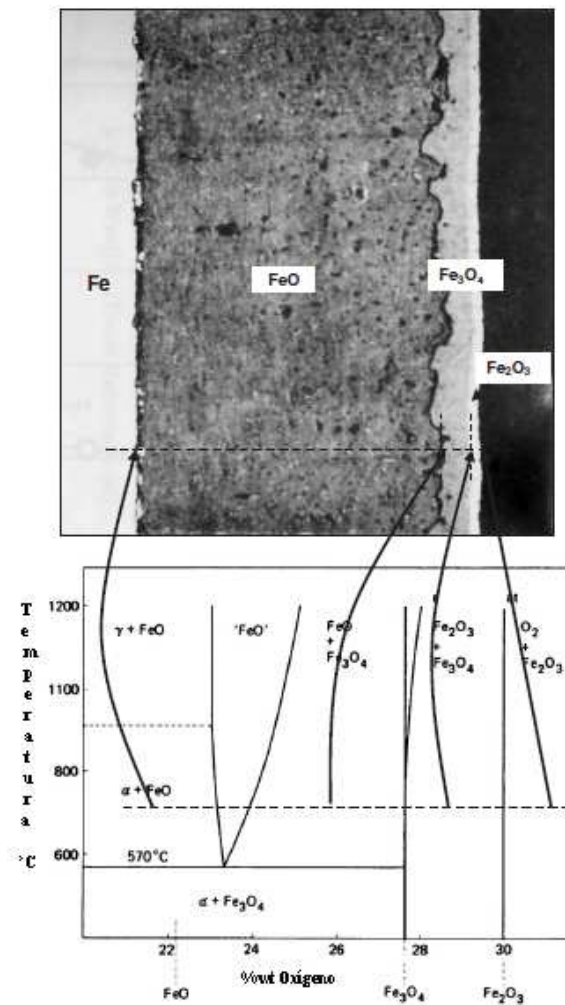 Fe
FeO
Fe₃O₄
Fe₂O₃
Temperatura °C
1200
1100
800
600
γ + FeO
'FeO'
FeO
+
Fe₃O₄
Fe₂O₃
+
Fe₃O₄
O₂
+
Fe₂O₃
α + FeO
570°C
α + Fe₃O₄
22
24
26
28
30
%wt Oxígeno
FeO
Fe₃O₄
Fe₂O₃